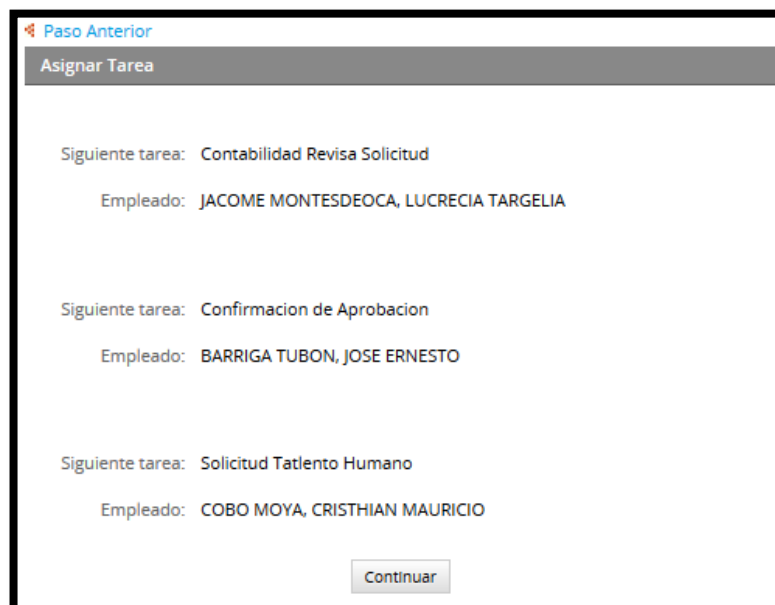 Paso Anterior
Asignar Tarea
Siguiente tarea: Contabilidad Revisa Solicitud
Empleado: JACOME MONTESDEOCA, LUCRECIA TARGELIA
Siguiente tarea: Confirmacion de Aprobacion
Empleado: BARRIGA TUBON, JOSE ERNESTO
Siguiente tarea: Solicitud Tatlento Humano
Empleado: COBO MOYA, CRISTHIAN MAURICIO
Continuar